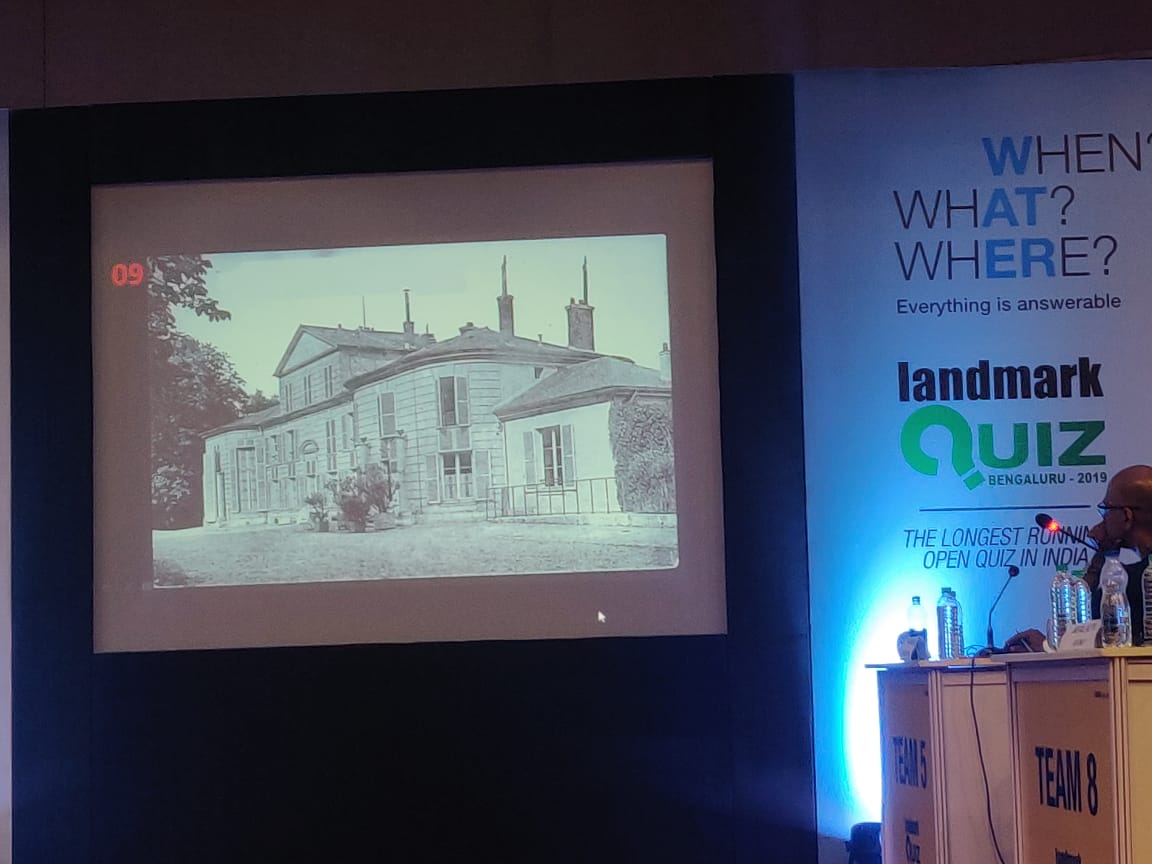 09
WHEN?
WHAT?
WHERE?
Everything is answerable
landmark
QUIZ
BENGALURU - 2019
THE LONGEST RUNNIN
OPEN QUIZ IN INDIA
TEAM 5
TEAM 8